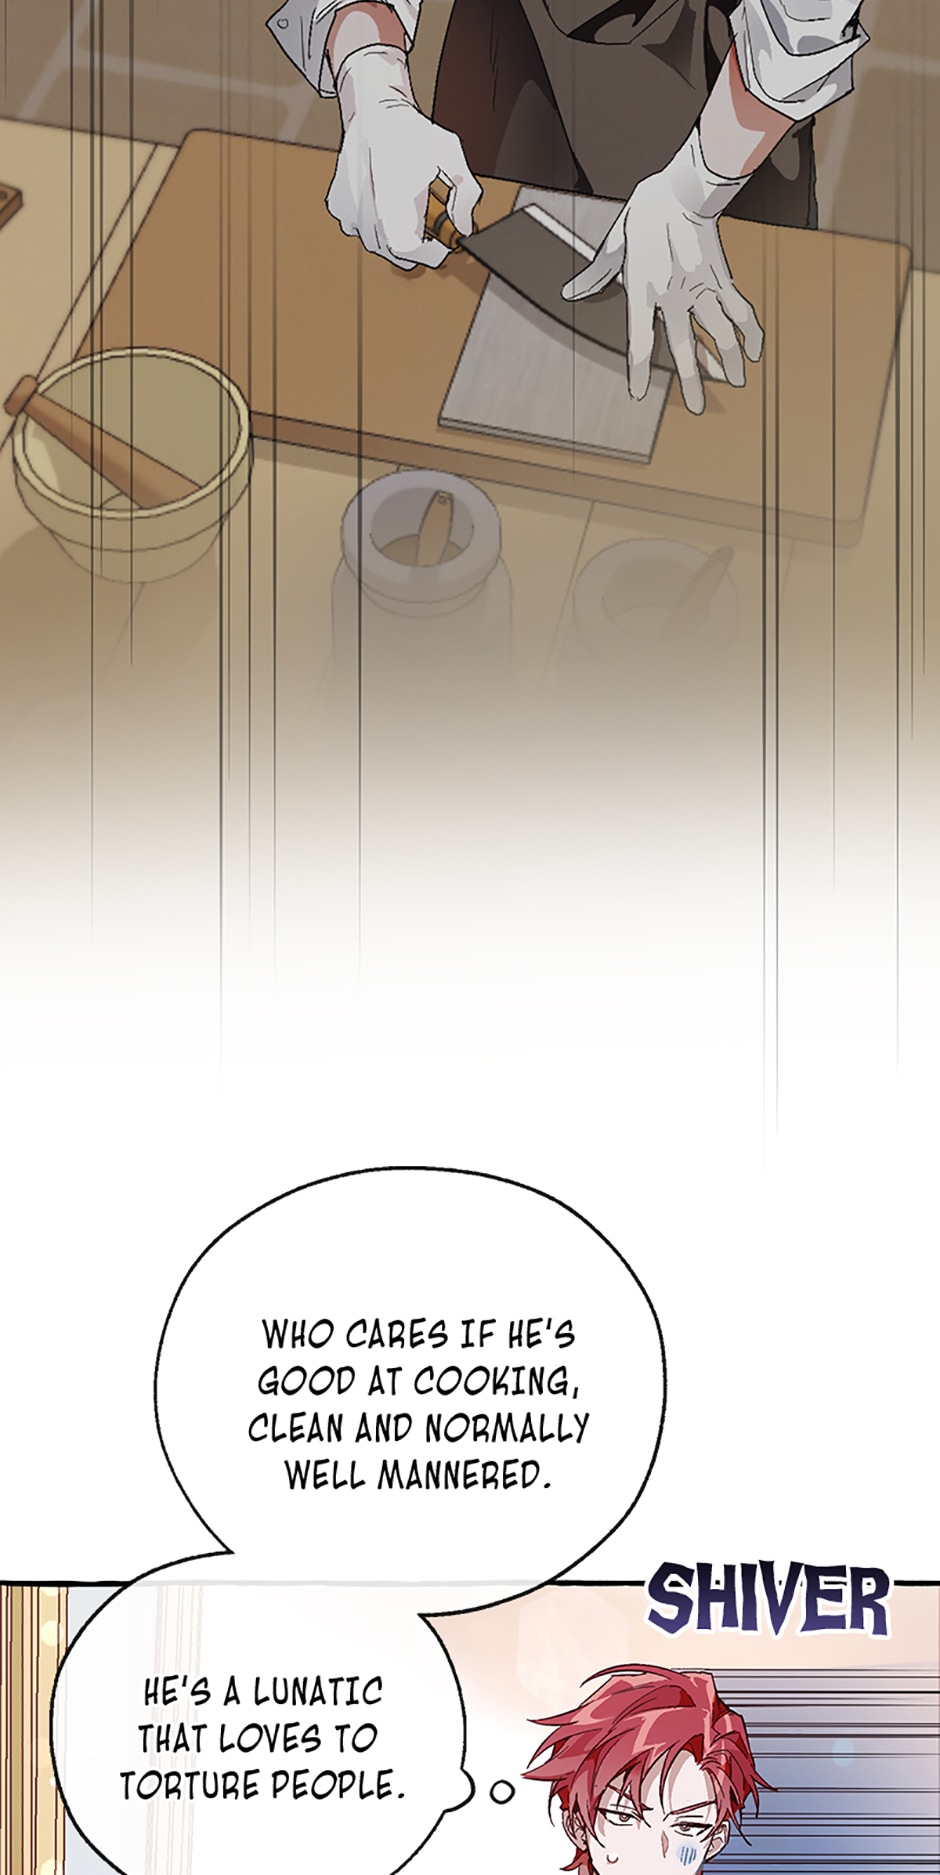 WHO CARES IF HE'S
GOOD AT COOKING,
CLEAN AND NORMALLY
WELL MANNERED.
SHIVER
HE'S A LUNATIC
THAT LOVES TO
TORTURE PEOPLE.